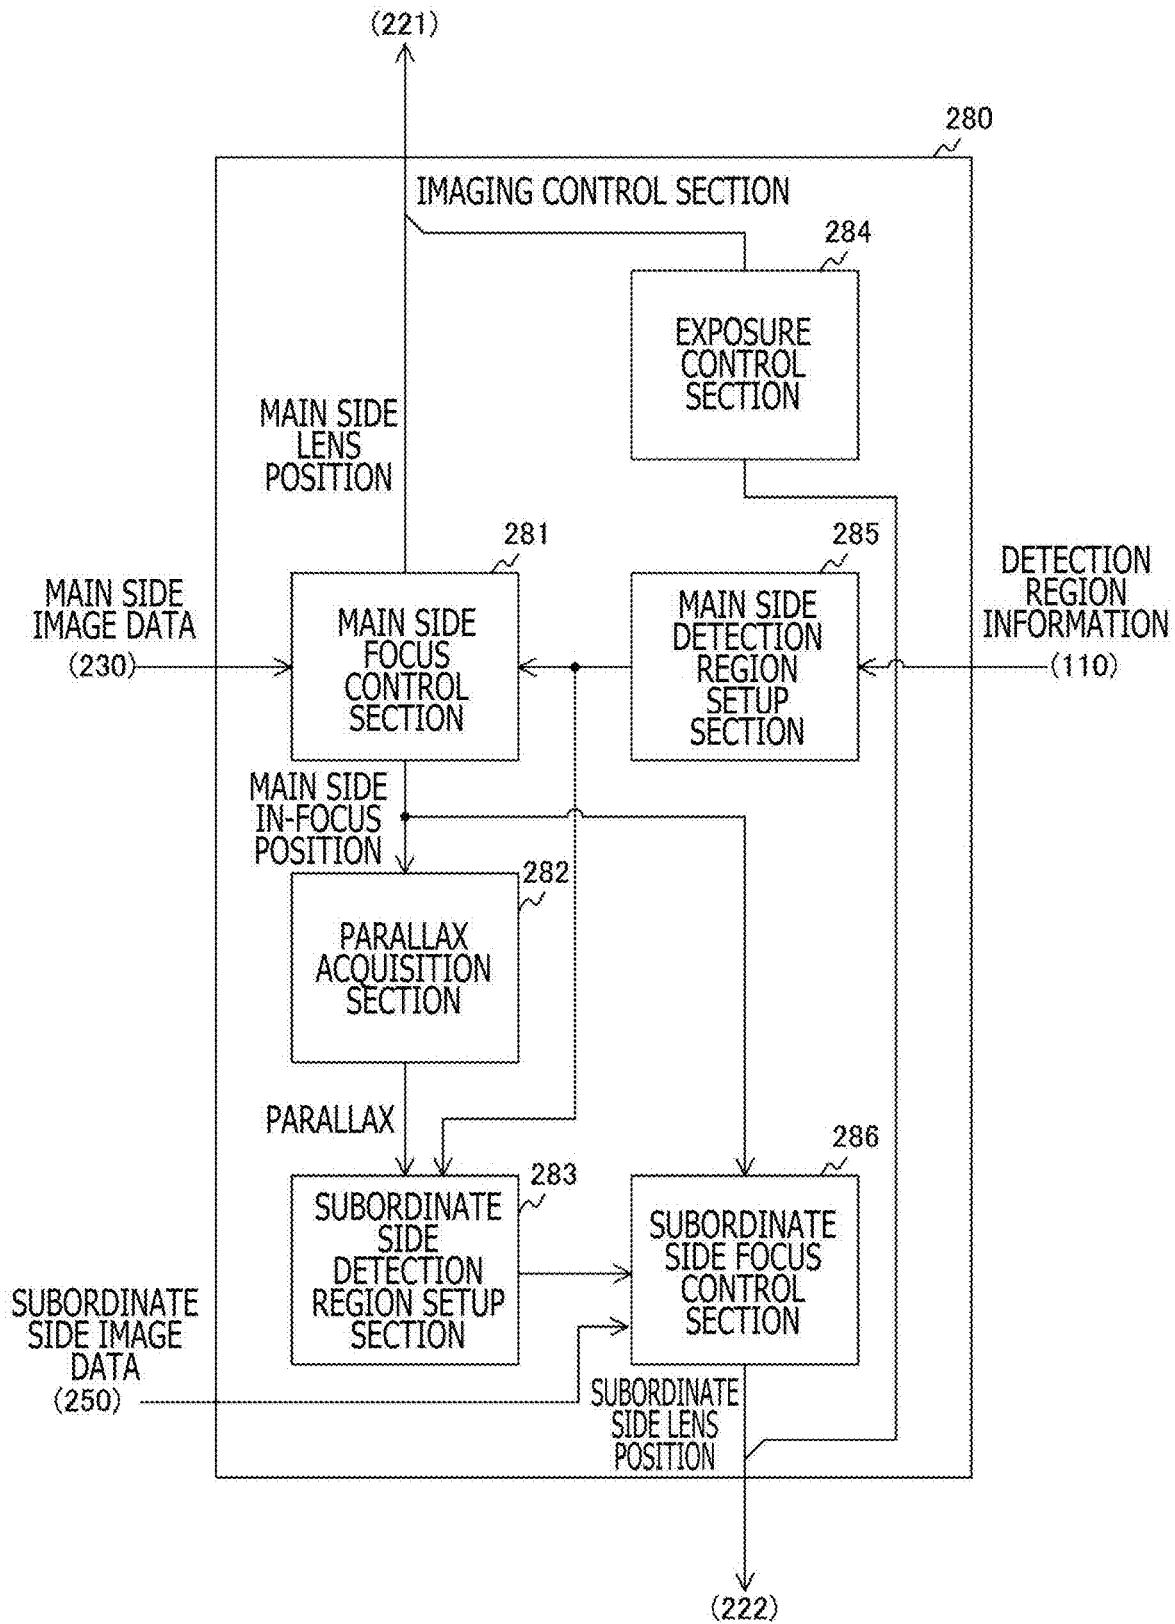 (221)
280
IMAGING CONTROL SECTION
284
EXPOSURE
CONTROL
SECTION
MAIN SIDE
LENS
POSITION
281
285
MAIN SIDE
IMAGE DATA
(230)
MAIN SIDE
FOCUS
CONTROL
SECTION
MAIN SIDE
DETECTION
REGION
SETUP
SECTION
DETECTION
REGION
INFORMATION
(110)
MAIN SIDE
IN-FOCUS
POSITION
282
PARALLAX
ACQUISITION
SECTION
PARALLAX
283
286
SUBORDINATE
SIDE
DETECTION
REGION SETUP
SECTION
SUBORDINATE
SIDE FOCUS
CONTROL
SECTION
SUBORDINATE
SIDE IMAGE
DATA
(250)
SUBORDINATE
SIDE LENS
POSITION
(222)